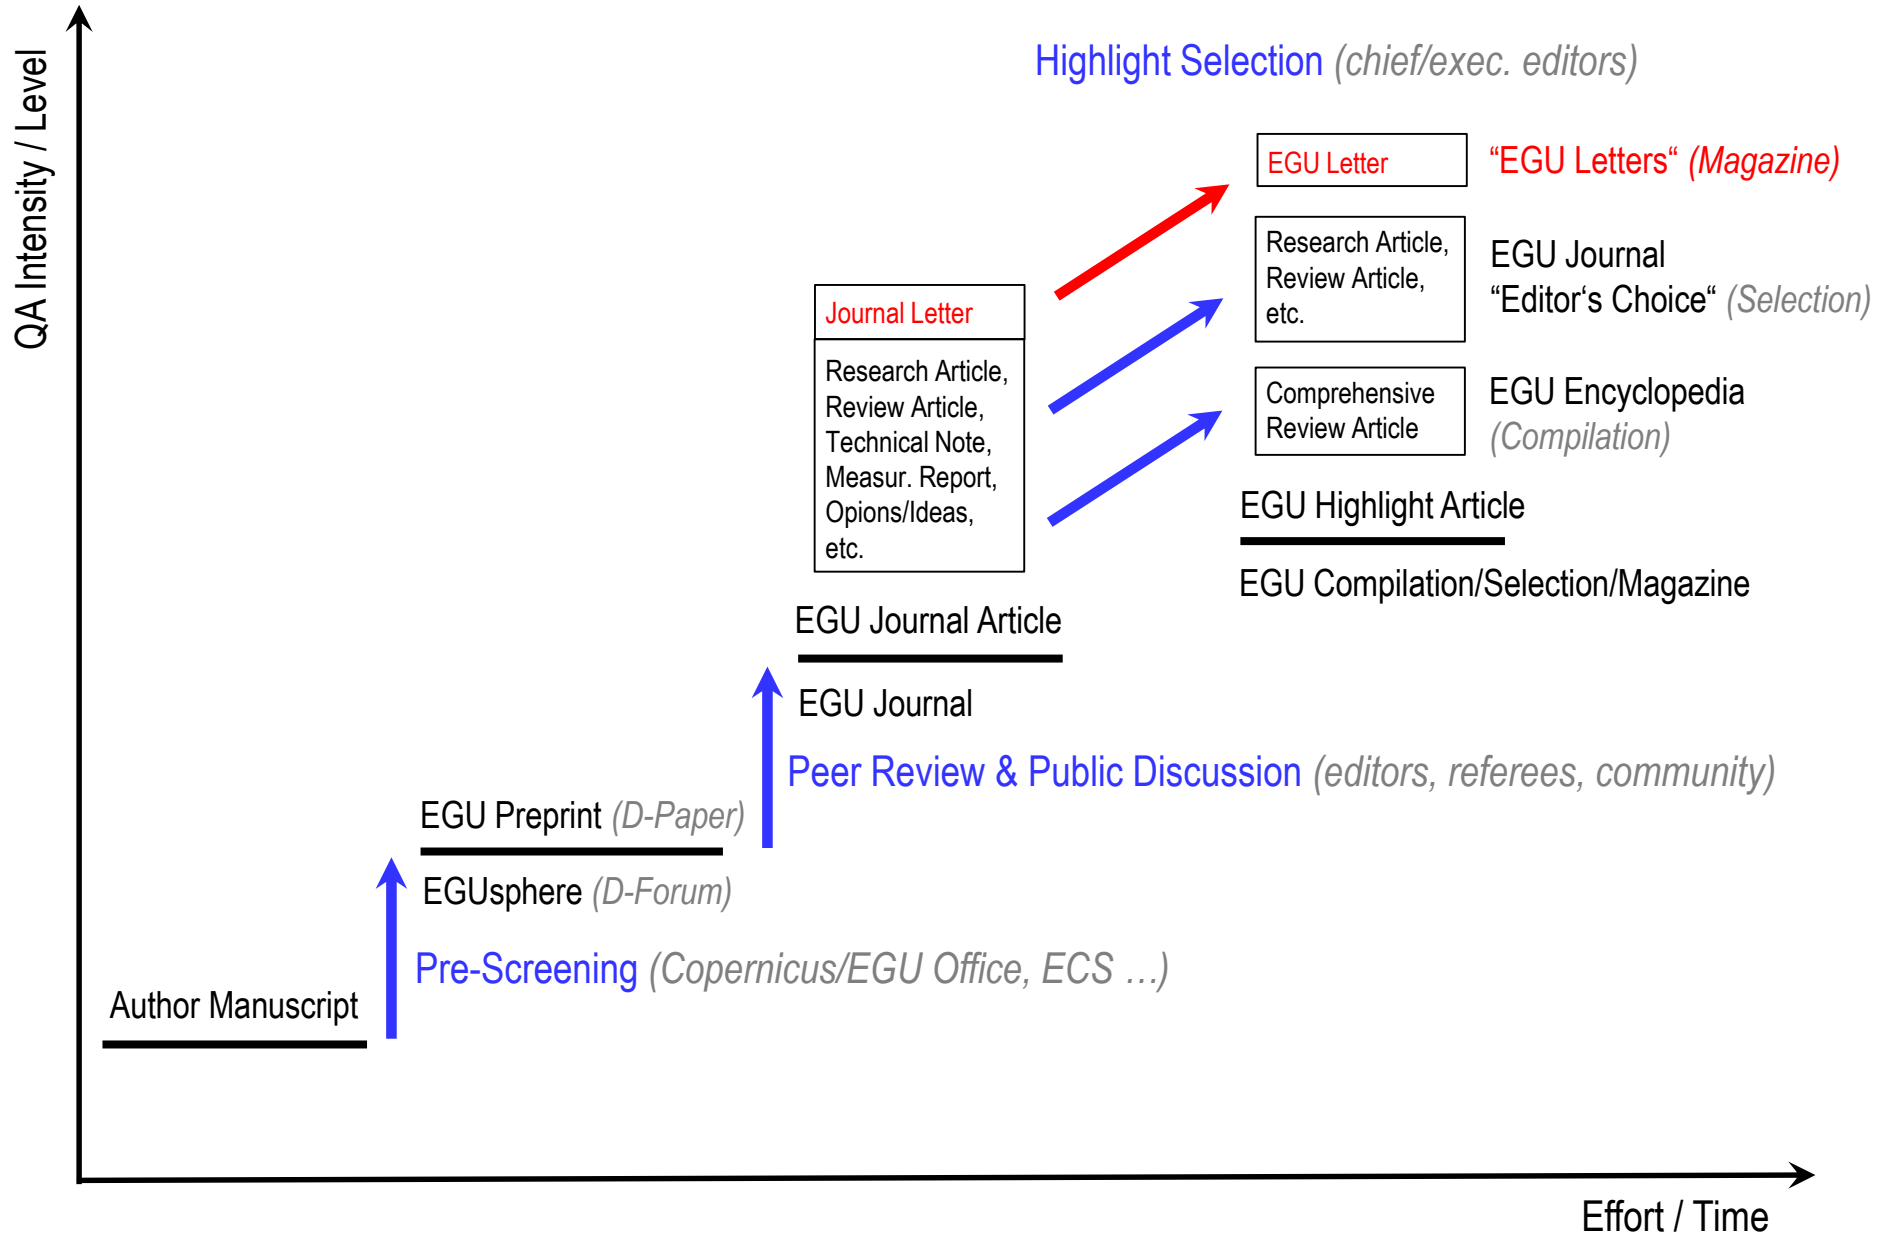 QA Intensity / Level
Highlight Selection (chief/exec. editors)
EGU Letter
“EGU Letters“ (Magazine)
Research Article,
Review Article,
etc.
EGU Journal
“Editor‘s Choice“ (Selection)
Comprehensive
Review Article
EGU Encyclopedia
(Compilation)
EGU Highlight Article
EGU Compilation/Selection/Magazine
Journal Letter
Research Article,
Review Article,
Technical Note,
Measur. Report,
Opions/Ideas,
etc.
EGU Journal Article
EGU Journal
Peer Review & Public Discussion (editors, referees, community)
EGU Preprint (D-Paper)
EGUsphere (D-Forum)
Pre-Screening (Copernicus/EGU Office, ECS …)
Author Manuscript
Effort / Time